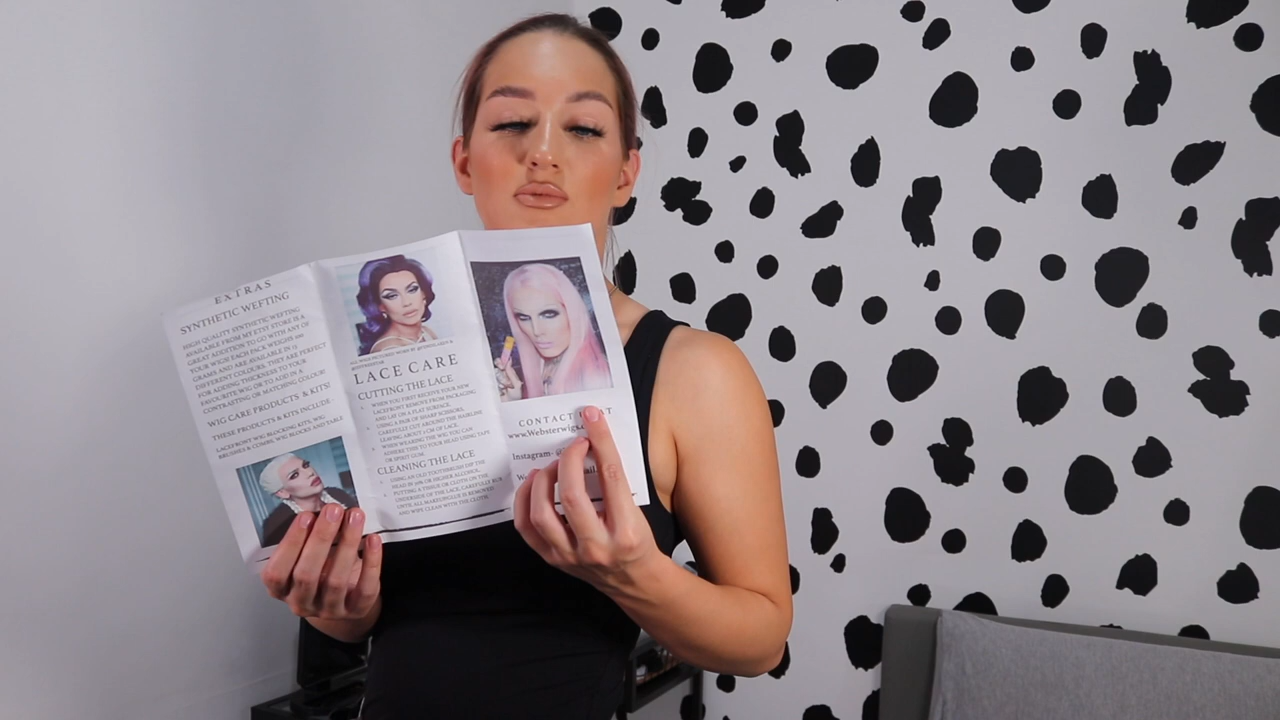 EXTRAS
SYNTHETIC WEFTING
HIGH QUALITY SYNTHETIC WEFTING
AVAILABLE FROM MY ETSY STORE IS A
GREAT ADDITION TO GO WITH ANY OF
YOUR WIGS EACH PACK WEIGHS 100
GRAMS AND ARE AVAILABLE IN
DIFFERENT COLOURS. THEY ARE PERFECT
FOR ADDING THICKNESS TO YOUR
FAVOURITE WIG OR TO ADD IN A
CONTRASTING OR MATCHING COLOUR!
WIG CARE PRODUCTS & KITS!
THESE PRODUCTS & KITS INCLUDE
LACEFRONT WIG BLOCKING KITS, WIG
BRUSHES & COMBS, WIG BLOCKS AND TABLE
WIGS PICTURED WORN BY
LACE CARE
CUTTING THE LACE
1. WHEN YOU FIRST RECEIVE YOUR NEW
LACEFRONT REMOVE FROM PACKAGING
AND LAY ON A FLAT SURFACE.
USING A PAIR OF SHARP SCISSORS,
CAREFULLY CUT AROUND THE HAIRLINE
LEAVING ABOUT 1CM OF LACE.
WHEN WEARING THE WIG YOU CAN
ADHERE THIS TO YOUR HEAD USING TAPE
OR SPIRIT GUM.
CLEANING THE LACE
USING AN OLD TOOTHBRUSH DIP THE
HEAD IN 70% OR HIGHER ALCOHOL.
PUTTING A TISSUE OR CLOTH ON THE
UNDERSIDE OF THE LACE, CAREFULLY RUB
UNTIL ALL MAKEUP/GLUE IS REMOVED
AND WIPE CLEAN WITH THE CLOTH
CONTACT
www.Websterwigs
Instagram- @